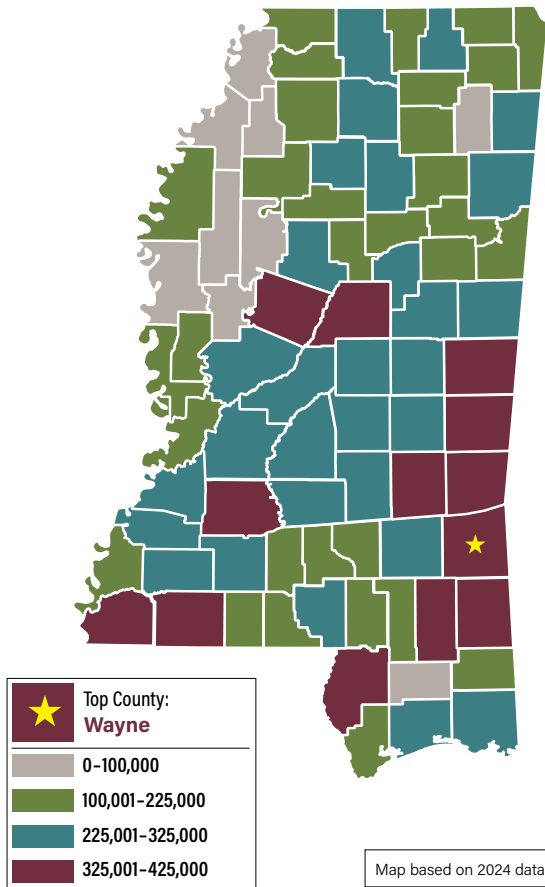 Top County:
Wayne
0–100,000
100,001–225,000
225,001–325,000
325,001–425,000
Map based on 2024 data